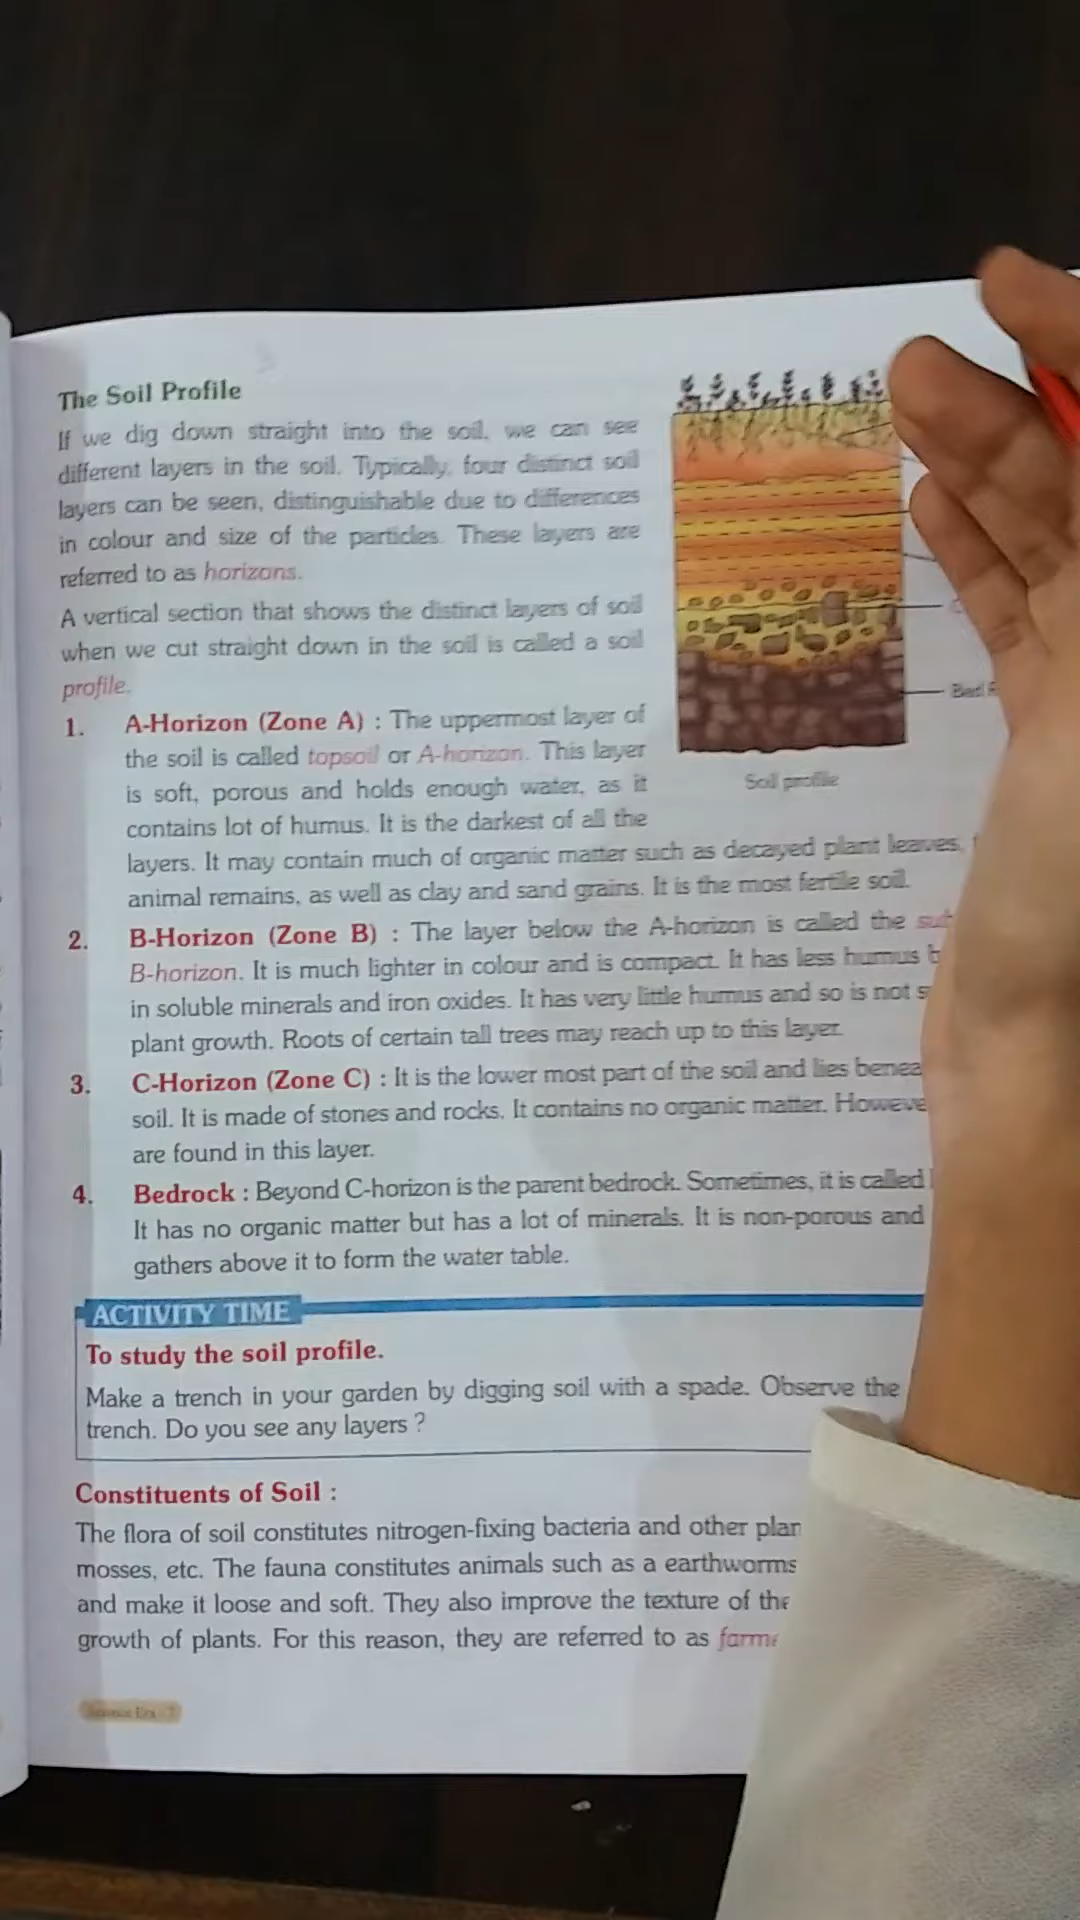 The Soil Profile
If we dig down straight into the soil, we can see
different layers in the soil. Typically, four distinct soil
layers can be seen, distinguishable due to differences
in colour and size of the particles. These layers are
referred to as horizons.
A vertical section that shows the distinct layers of soil
when we cut straight down in the soil is called a soil
profile.
Bed
Soil profile
1. A-Horizon (Zone A) : The uppermost layer of
the soil is called topsoil or A-horizon. This layer
is soft, porous and holds enough water, as it
contains lot of humus. It is the darkest of all the
layers. It may contain much of organic matter such as decayed plant leaves,
animal remains, as well as clay and sand grains. It is the most fertile soil.
2. B-Horizon (Zone B) : The layer below the A-horizon is called the
B-horizon. It is much lighter in colour and is compact. It has less humus
in soluble minerals and iron oxides. It has very little humus and so is not
plant growth. Roots of certain tall trees may reach up to this layer.
3. C-Horizon (Zone C) : It is the lower most part of the soil and lies
soil. It is made of stones and rocks. It contains no organic matter.
are found in this layer.
4. Bedrock : Beyond C-horizon is the parent bedrock. Sometimes, it is called
It has no organic matter but has a lot of minerals. It is non-porous and
gathers above it to form the water table.
ACTIVITY TIME
To study the soil profile.
Make a trench in your garden by digging soil with a spade. Observe the
trench. Do you see any layers ?
Constituents of Soil :
The flora of soil constitutes nitrogen-fixing bacteria and other
mosses, etc. The fauna constitutes animals such as a earthworms
and make it loose and soft. They also improve the texture of the
growth of plants. For this reason, they are referred to as
Science Era - 7